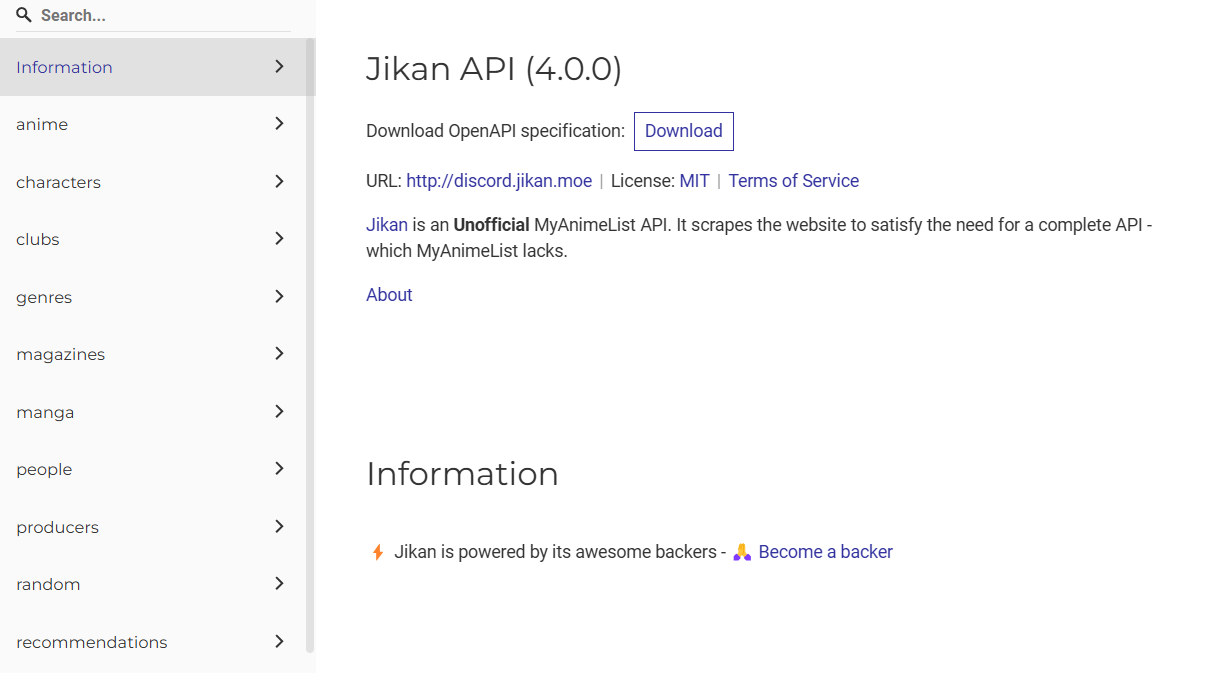 Search...
Information
anime
characters
clubs
genres
magazines
manga
people
producers
random
recommendations
Jikan API (4.0.0)
Download OpenAPI specification: Download
URL: http://discord.jikan.moe | License: MIT | Terms of Service
Jikan is an Unofficial MyAnimeList API. It scrapes the website to satisfy the need for a complete API -
which MyAnimeList lacks.
About
Information
Jikan is powered by its awesome backers - 🙏 Become a backer